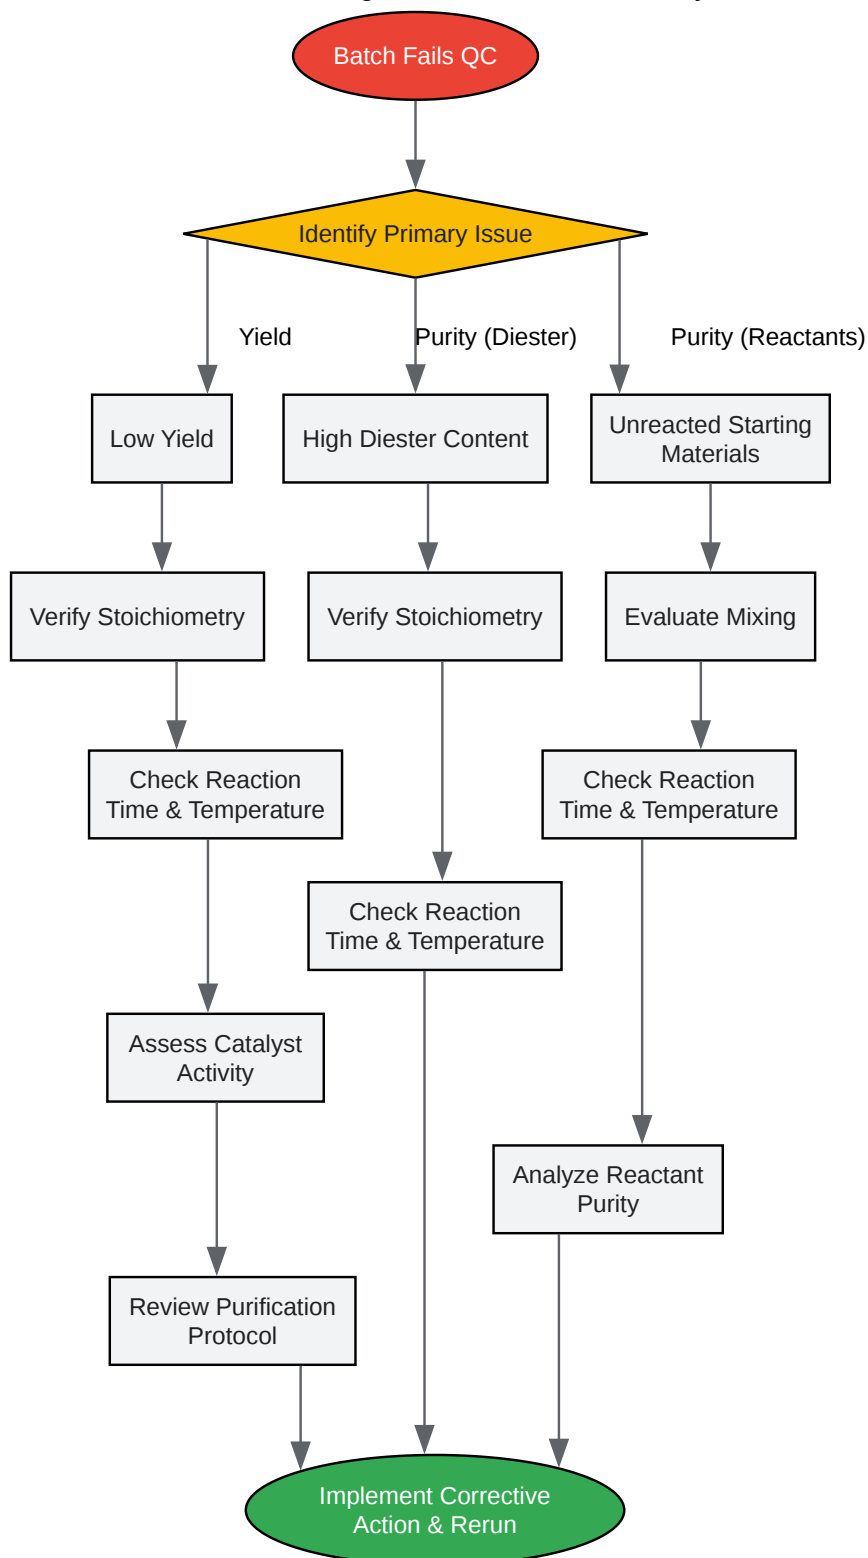 Batch Fails QC
Identify Primary Issue
Yield
Purity (Diester)
Purity (Reactants)
Low Yield
High Diester Content
Unreacted Starting
Materials
Verify Stoichiometry
Verify Stoichiometry
Evaluate Mixing
Check Reaction
Time & Temperature
Check Reaction
Time & Temperature
Check Reaction
Time & Temperature
Assess Catalyst
Activity
Analyze Reactant
Purity
Review Purification
Protocol
Implement Corrective
Action & Rerun